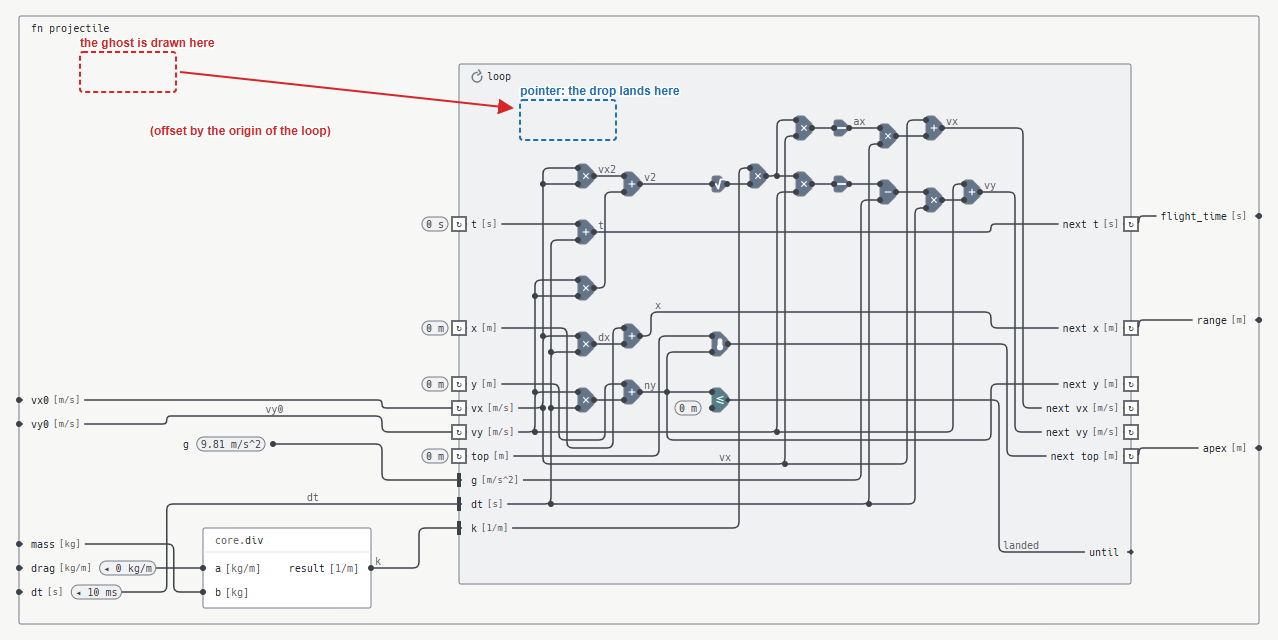 fn projectile
the ghost is drawn here
loop
pointer: the drop lands here
(offset by the origin of the loop)
× − ax × + vx
× vx2 + v2 √ × × − − × + vy
0 s ↻ t [s] + t next t [s] ↻ flight_time [s]
×
x
0 m ↻ x [m] × dx + next x [m] ↻ range [m]
0 m ↻ y [m] × + ny ≤ next y [m] ↻
vx0 [m/s] vy0 ↻ vx [m/s] 0 m next vx [m/s] ↻
vy0 [m/s] ↻ vy [m/s] next vy [m/s] ↻
g 9.81 m/s^2
0 m ↻ top [m] vx next top [m] ↻ apex [m]
g [m/s^2]
dt dt [s]
k [1/m]
core.div
mass [kg] landed until
drag [kg/m] ◂ 0 kg/m a [kg/m] result [1/m] k
dt [s] ◂ 10 ms b [kg]